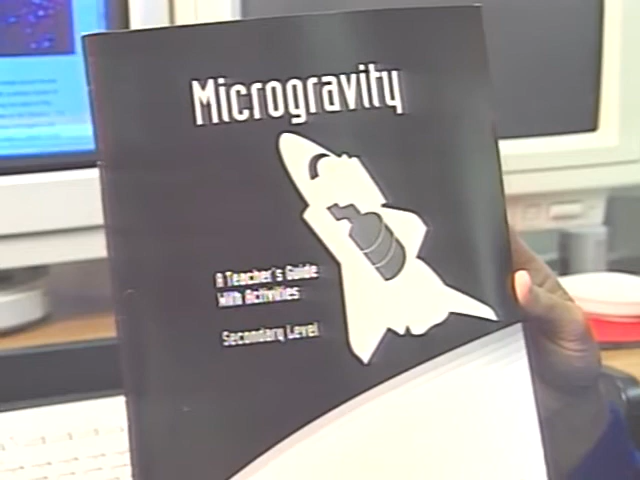 Microgravity
A Teacher's Guide
With Activities
Secondary Level